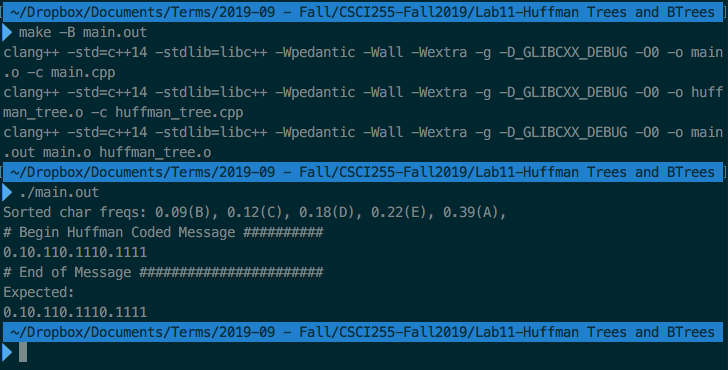 ~/Dropbox/Documents/Terms/2019-09 - Fall/CSCI255-Fall2019/Lab11-Huffman Trees and BTrees
make -B main.out
clang++ -std=c++14 -stdlib=libc++ -Wpedantic -Wall -Wextra -g -D_GLIBCXX_DEBUG -O0 -o main
.o -c main.cpp
clang++ -std=c++14 -stdlib=libc++ -Wpedantic -Wall -Wextra -g -D_GLIBCXX_DEBUG -O0 -o huff
man_tree.o -c huffman_tree.cpp
clang++ -std=c++14 -stdlib=libc++ -Wpedantic -Wall -Wextra -g -D_GLIBCXX_DEBUG -O0 -o main
.out main.o huffman_tree.o
~/Dropbox/Documents/Terms/2019-09 - Fall/CSCI255-Fall2019/Lab11-Huffman Trees and BTrees
./main.out
Sorted char freqs: 0.09(B), 0.12(C), 0.18(D), 0.22(E), 0.39(A),
# Begin Huffman Coded Message ##########
0.10.110.1110.1111
# End of Message #######################
Expected:
0.10.110.1110.1111
~/Dropbox/Documents/Terms/2019-09 - Fall/CSCI255-Fall2019/Lab11-Huffman Trees and BTrees